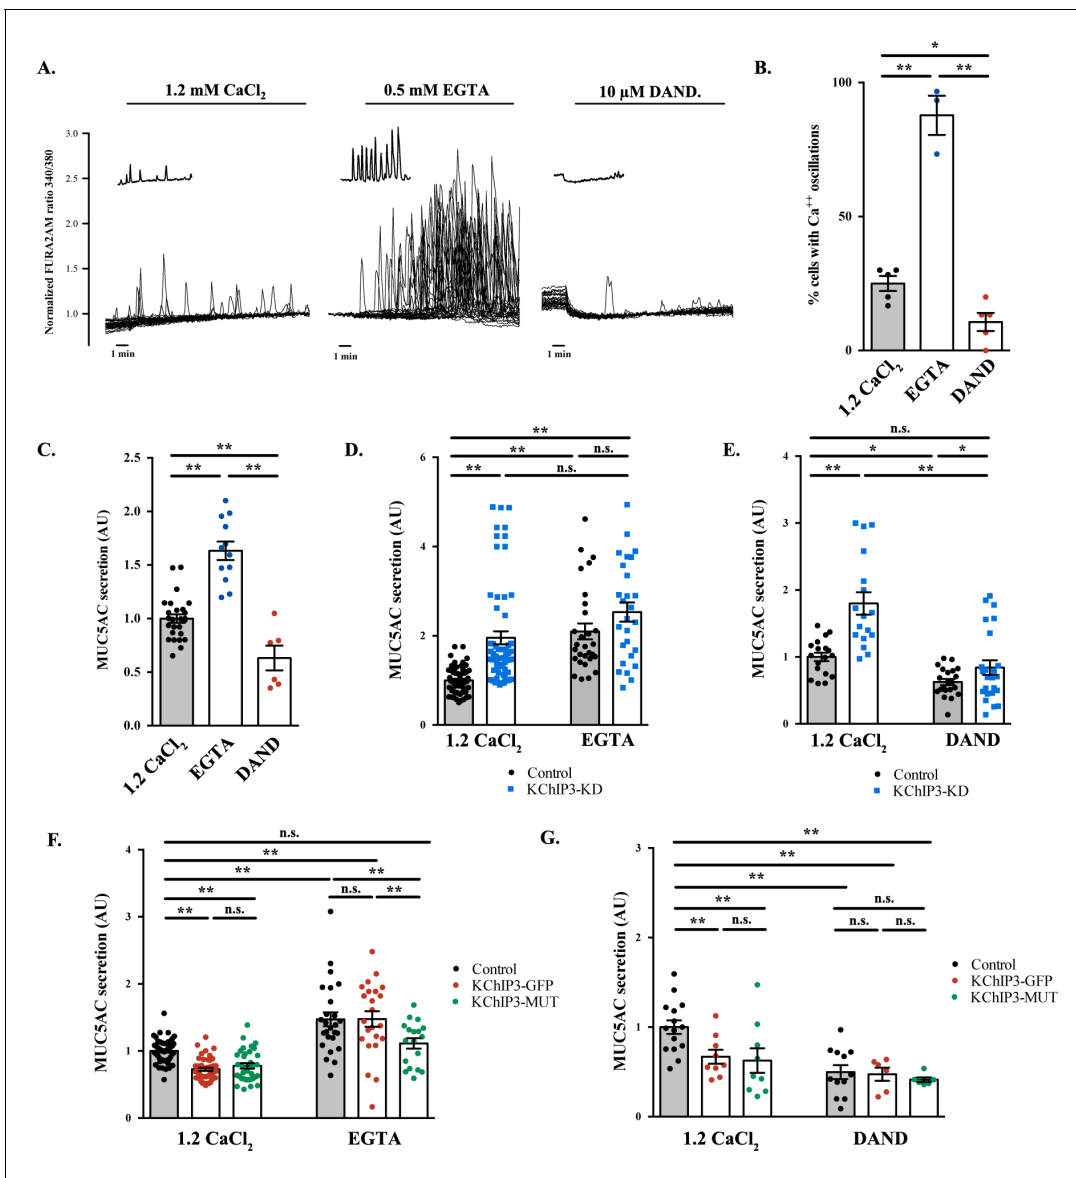 A.
1.2 mM CaCl2
0.5 mM EGTA
10 µM DAND.
Normalized FURA2AM ratio 340/380
3.0
2.5
2.0
1.5
1.0
1 min
1 min
1 min
B.
*
** **
% cells with Ca++ oscillations
100
50
0
1.2 CaCl2
EGTA
DAND
C.
**
** **
MUC5AC secretion (AU)
2.5
2.0
1.5
1.0
0.5
0.0
1.2 CaCl2
EGTA
DAND
D.
**
** n.s.
** n.s.
MUC5AC secretion (AU)
6
4
2
0
1.2 CaCl2 EGTA
Control
KChIP3-KD
E.
n.s.
* *
** **
MUC5AC secretion (AU)
4
3
2
1
0
1.2 CaCl2 DAND
Control
KChIP3-KD
F.
n.s.
**
** **
** n.s. **
** n.s.
MUC5AC secretion (AU)
4
3
2
1
0
1.2 CaCl2 EGTA
Control
KChIP3-GFP
KChIP3-MUT
G.
**
**
**
** n.s.
** n.s. n.s. n.s.
MUC5AC secretion (AU)
3
2
1
0
1.2 CaCl2 DAND
Control
KChIP3-GFP
KChIP3-MUT